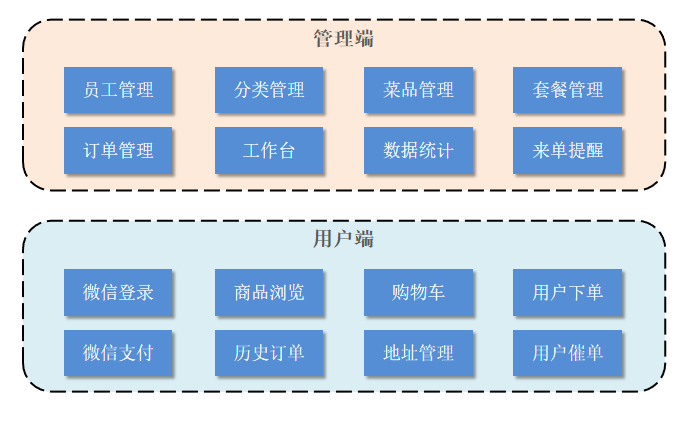 管理端
员工管理 分类管理 菜品管理 套餐管理
订单管理 工作台 数据统计 来单提醒
用户端
微信登录 商品浏览 购物车 用户下单
微信支付 历史订单 地址管理 用户催单